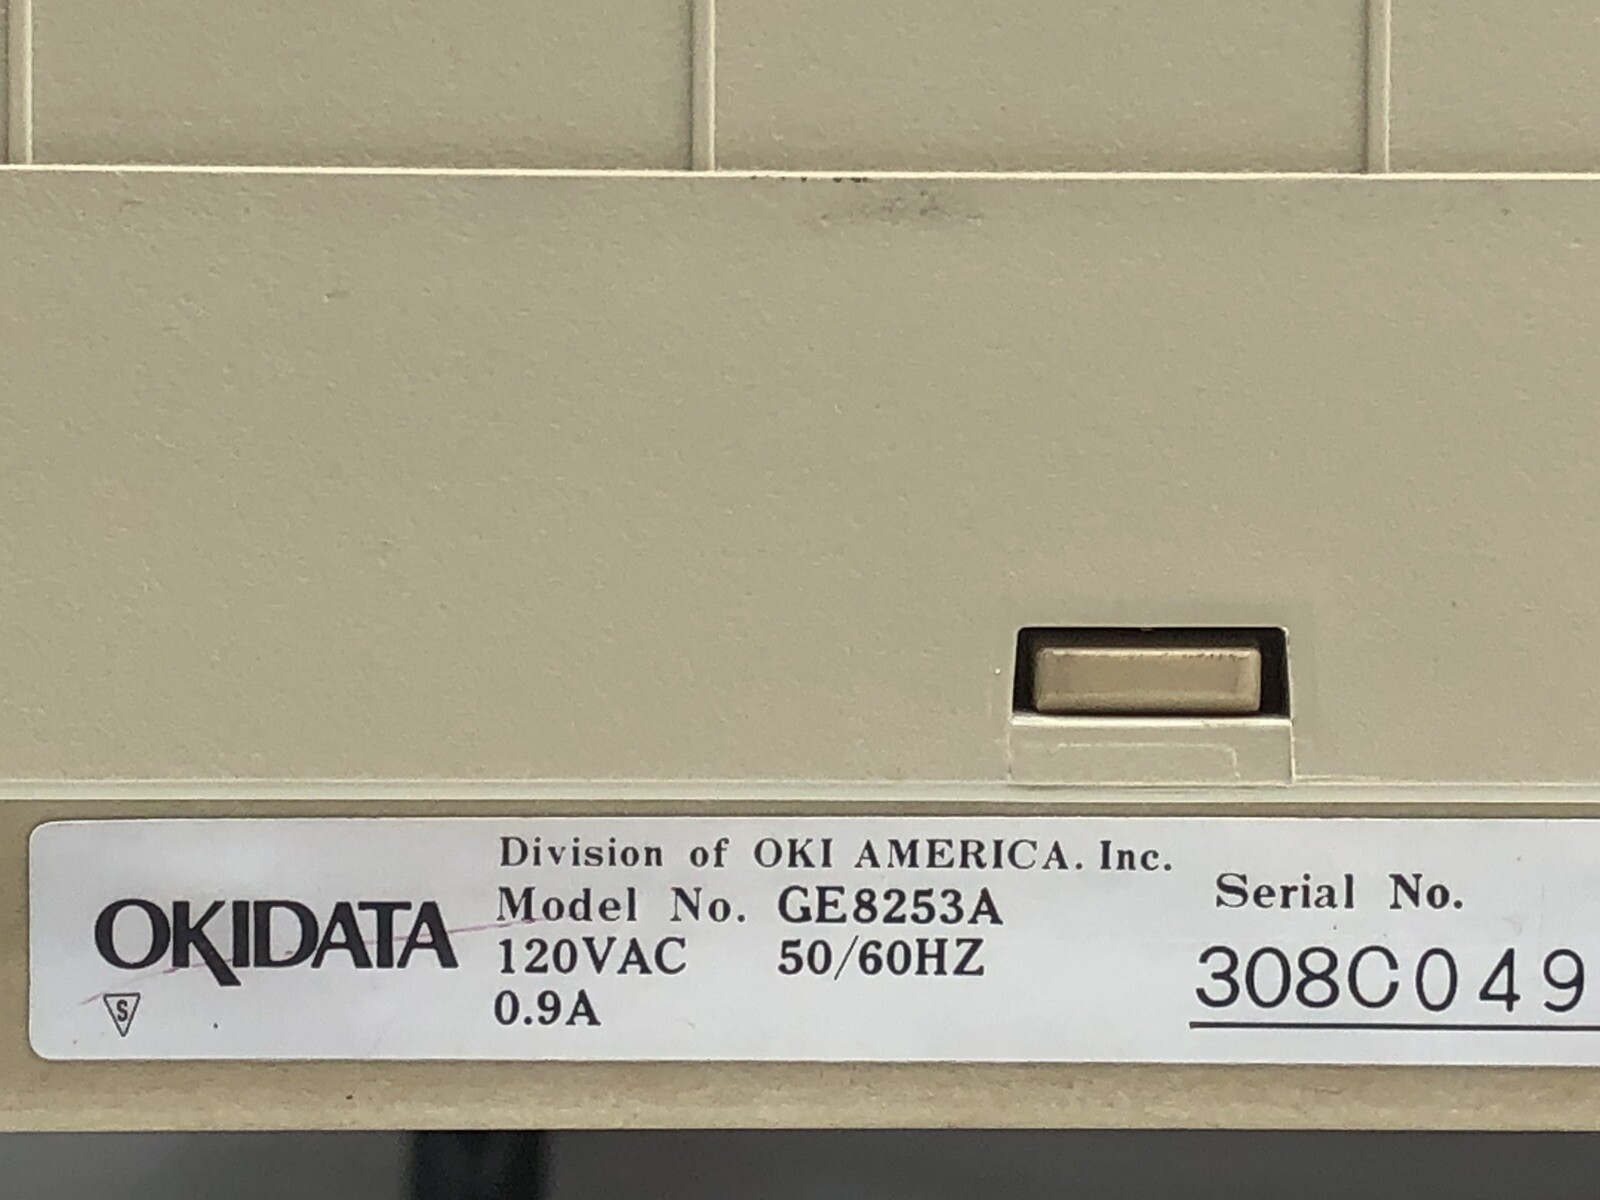 Division of OKI AMERICA. Inc.
OKIDATA
Model No. GE8253A
120VAC 50/60HZ
0.9A
S
Serial No.
308C049